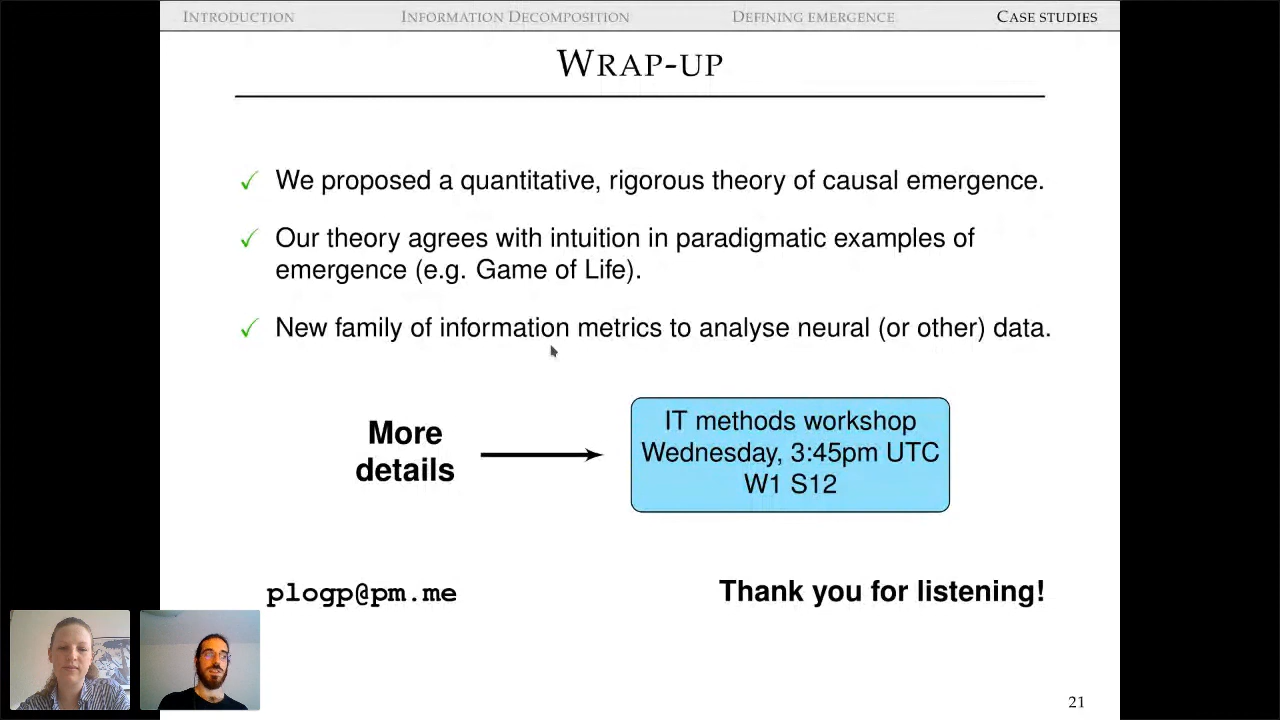 INTRODUCTION INFORMATION DECOMPOSITION DEFINING EMERGENCE CASE STUDIES
WRAP-UP
✓ We proposed a quantitative, rigorous theory of causal emergence.
✓ Our theory agrees with intuition in paradigmatic examples of
emergence (e.g. Game of Life).
✓ New family of information metrics to analyse neural (or other) data.
More
details
IT methods workshop
Wednesday, 3:45pm UTC
W1 S12
plogp@pm.me
Thank you for listening!
21